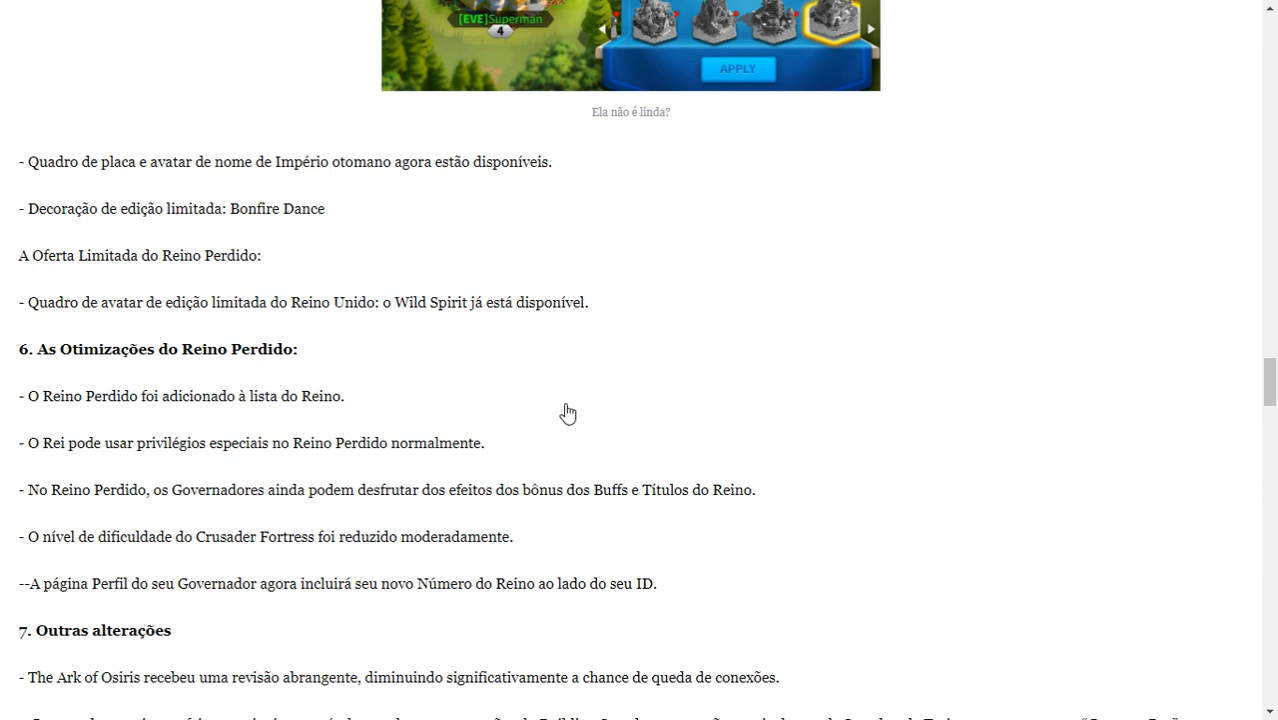 [EVE]Superman
4
APPLY
Ela não é linda?
- Quadro de placa e avatar de nome de Império otomano agora estão disponíveis.
- Decoração de edição limitada: Bonfire Dance
A Oferta Limitada do Reino Perdido:
- Quadro de avatar de edição limitada do Reino Unido: o Wild Spirit já está disponível.
6. As Otimizações do Reino Perdido:
- O Reino Perdido foi adicionado à lista do Reino.
- O Rei pode usar privilégios especiais no Reino Perdido normalmente.
- No Reino Perdido, os Governadores ainda podem desfrutar dos efeitos dos bônus dos Buffs e Títulos do Reino.
- O nível de dificuldade do Crusader Fortress foi reduzido moderadamente.
--A página Perfil do seu Governador agora incluirá seu novo Número do Reino ao lado do seu ID.
7. Outras alterações
- The Ark of Osiris recebeu uma revisão abrangente, diminuindo significativamente a chance de queda de conexões.